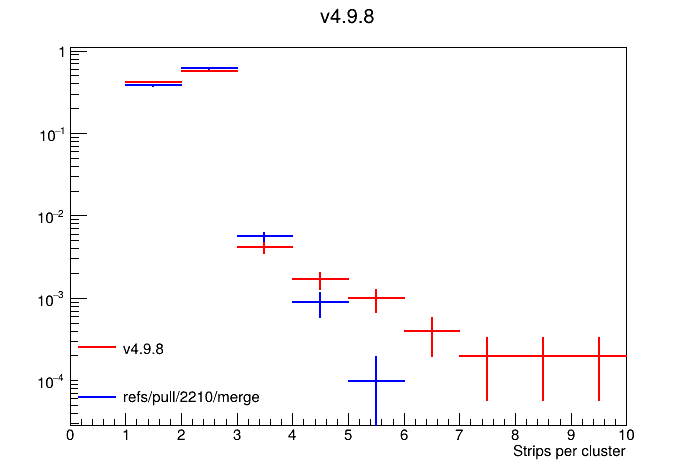 v4.9.8
1
10⁻¹
10⁻²
10⁻³
10⁻⁴
v4.9.8
refs/pull/2210/merge
0 1 2 3 4 5 6 7 8 9 10
Strips per cluster